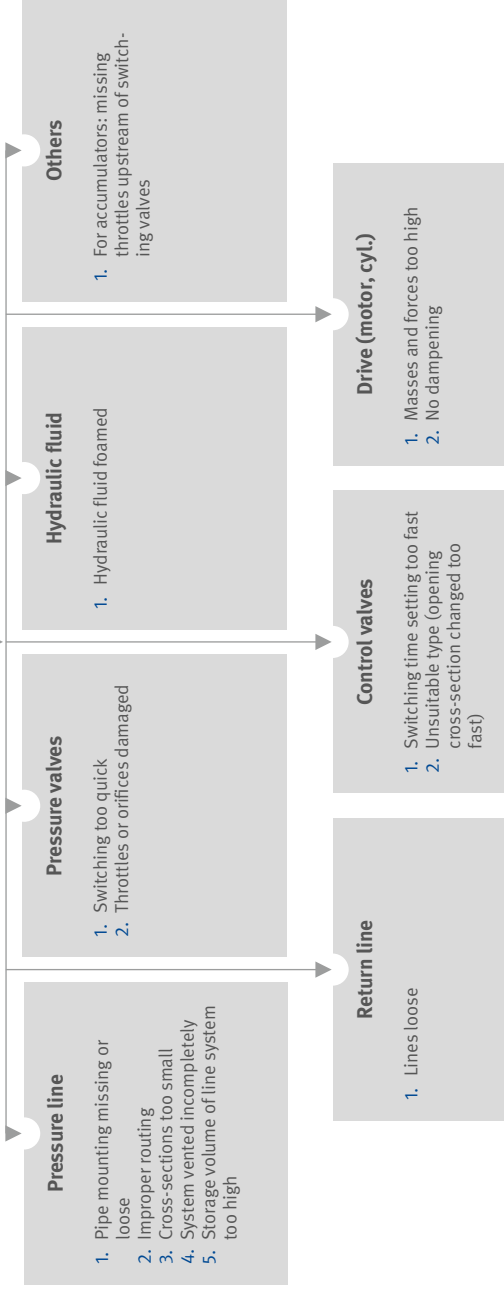 Pressure line
1. Pipe mounting missing or
loose
2. Improper routing
3. Cross-sections too small
4. System vented incompletely
5. Storage volume of line system
too high
Pressure valves
1. Switching too quick
2. Throttles or orifices damaged
Hydraulic fluid
1. Hydraulic fluid foamed
Others
1. For accumulators: missing
throttles upstream of switch-
ing valves
Return line
1. Lines loose
Control valves
1. Switching time setting too fast
2. Unsuitable type (opening
cross-section changed too
fast)
Drive (motor, cyl.)
1. Masses and forces too high
2. No dampening